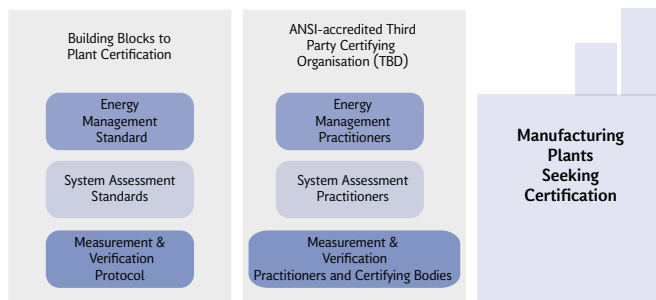 Building Blocks to
Plant Certification
Energy
Management
Standard
System Assessment
Standards
Measurement &
Verification
Protocol
ANSI-accredited Third
Party Certifying
Organisation (TBD)
Energy
Management
Practitioners
System Assessment
Practitioners
Measurement &
Verification
Practitioners and Certifying Bodies
Manufacturing
Plants
Seeking
Certification